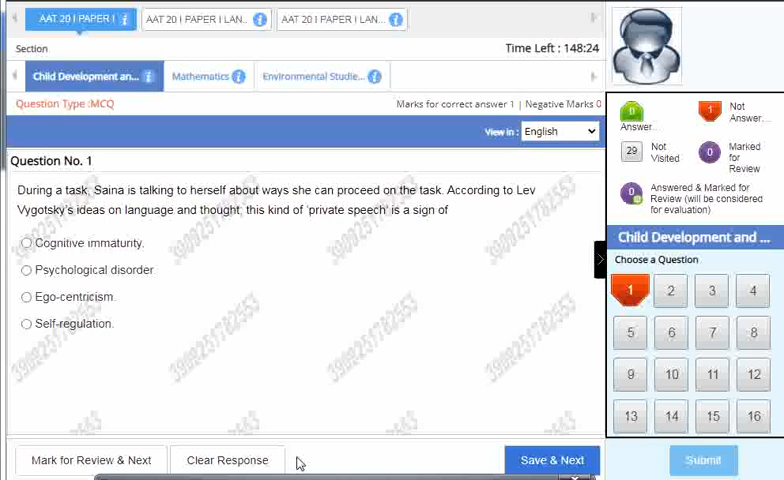 AAT 20 I PAPER I
AAT 20 I PAPER I LAN...
AAT 20 I PAPER I LAN...
Section
Time Left : 148:24
Child Development an...
Mathematics
Environmental Studie...
Question Type :MCQ
Marks for correct answer 1 | Negative Marks 0
View in : English
Question No. 1
During a task, Saina is talking to herself about ways she can proceed on the task. According to Lev
Vygotsky's ideas on language and thought, this kind of 'private speech' is a sign of
Cognitive immaturity.
Psychological disorder
Ego-centricism.
Self-regulation.
Mark for Review & Next
Clear Response
Save & Next
0
Answer...
1
Not
Answer...
29
Not
Visited
0
Marked
for
Review
0
Answered & Marked for
Review (will be considered
for evaluation)
Child Development and ...
Choose a Question
1 2 3 4
5 6 7 8
9 10 11 12
13 14 15 16
Submit